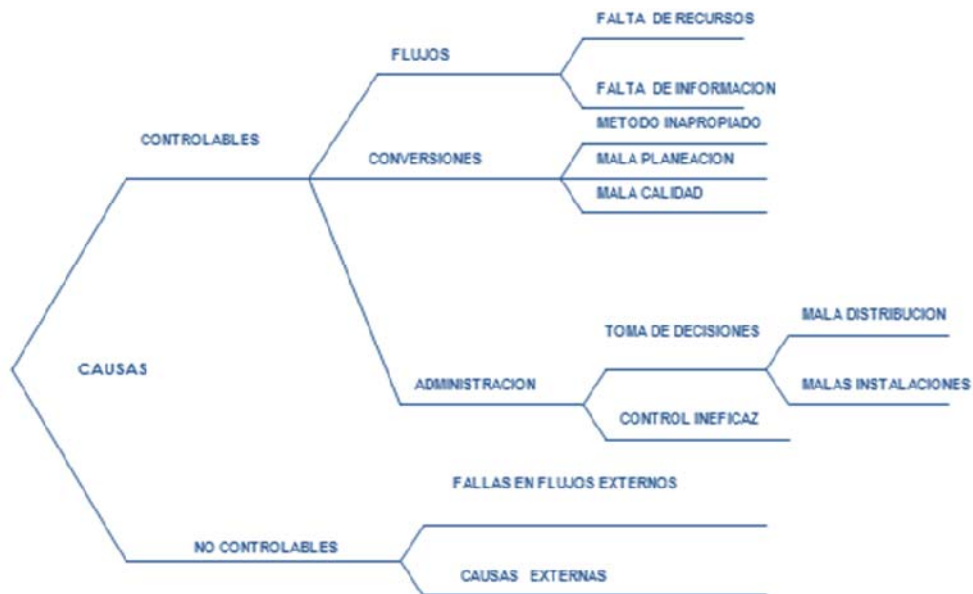 FALTA DE RECURSOS
FLUJOS
FALTA DE INFORMACION
METODO INAPROPIADO
CONTROLABLES
CONVERSIONES
MALA PLANEACION
MALA CALIDAD
MALA DISTRIBUCION
TOMA DE DECISIONES
CAUSAS
ADMINISTRACION
MALAS INSTALACIONES
CONTROL INEFICAZ
FALLAS EN FLUJOS EXTERNOS
NO CONTROLABLES
CAUSAS EXTERNAS